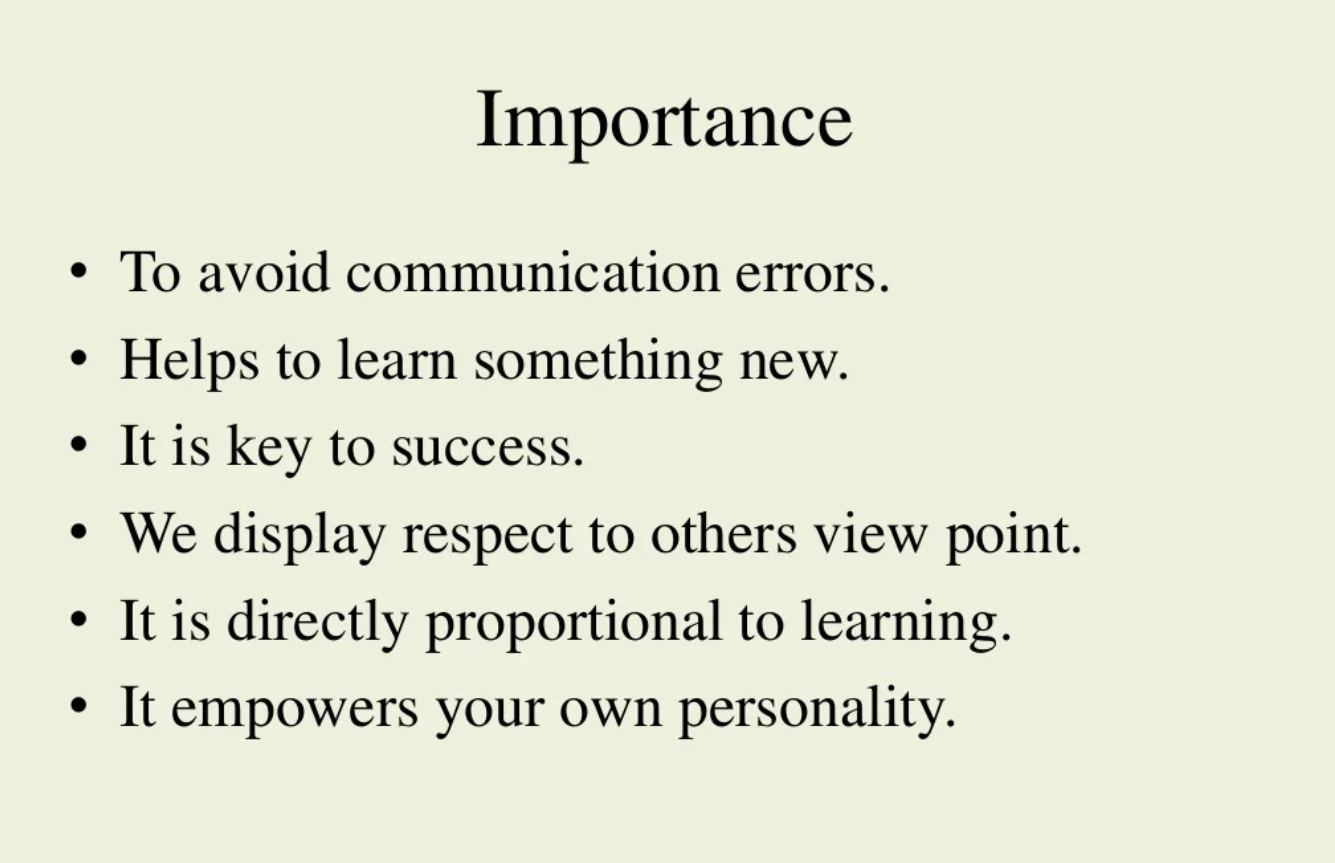 Importance
• To avoid communication errors.
• Helps to learn something new.
• It is key to success.
• We display respect to others view point.
• It is directly proportional to learning.
• It empowers your own personality.